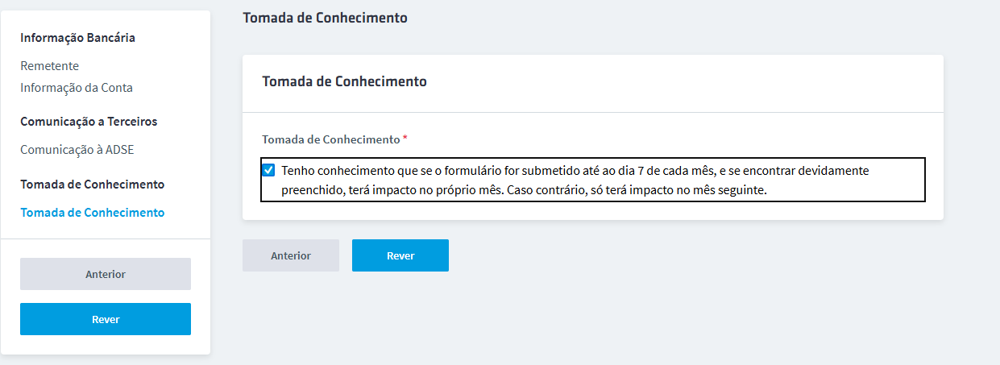 Informação Bancária
Remetente
Informação da Conta
Comunicação a Terceiros
Comunicação à ADSE
Tomada de Conhecimento
Tomada de Conhecimento
Anterior
Rever
Tomada de Conhecimento
Tomada de Conhecimento
Tomada de Conhecimento *
Tenho conhecimento que se o formulário for submetido até ao dia 7 de cada mês, e se encontrar devidamente
preenchido, terá impacto no próprio mês. Caso contrário, só terá impacto no mês seguinte.
Anterior
Rever